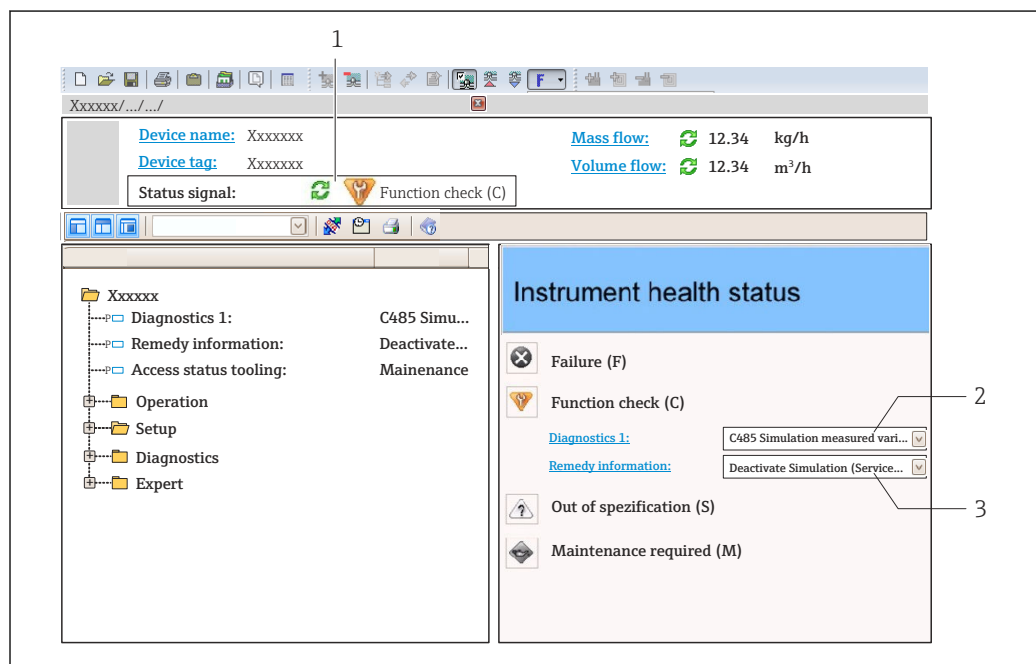 1
F
Xxxxxx/.../.../
Device name: Xxxxxxx
Mass flow: 12.34 kg/h
Device tag: Xxxxxxx
Volume flow: 12.34 m³/h
Status signal: Function check (C)
Xxxxxx
Diagnostics 1: C485 Simu...
Remedy information: Deactivate...
Access status tooling: Mainenance
Operation
Setup
Diagnostics
Expert
Instrument health status
Failure (F)
Function check (C)
2
Diagnostics 1: C485 Simulation measured vari...
Remedy information: Deactivate Simulation (Service...
Out of spezification (S)
3
Maintenance required (M)